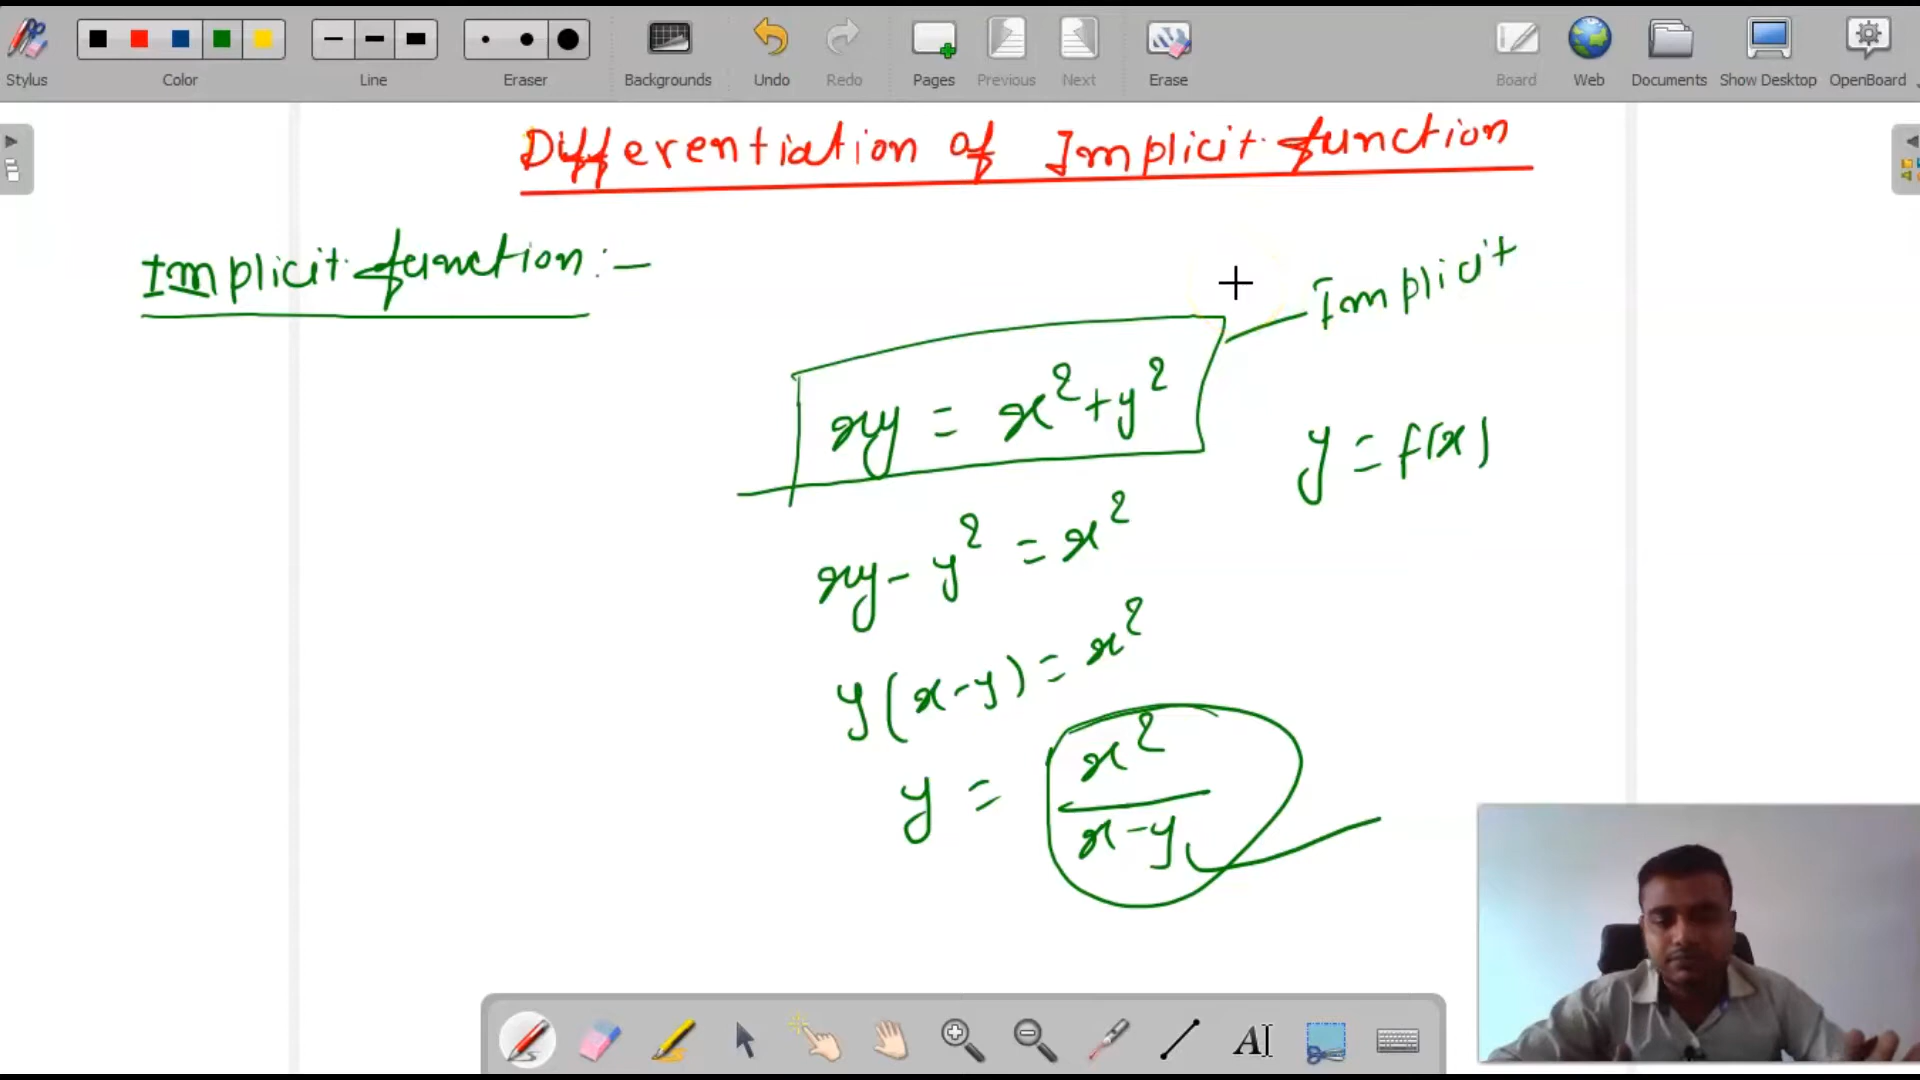 Stylus
Color
Line
Eraser
Backgrounds
Undo
Redo
Pages
Previous
Next
Erase
Board
Web
Documents
Show Desktop
OpenBoard
Differentiation of Implicit function
Implicit function :-
Implicit
xy = x² + y²
y = f(x)
xy - y² = x²
y(x-y) = x²
y = x²/(x-y)
AI